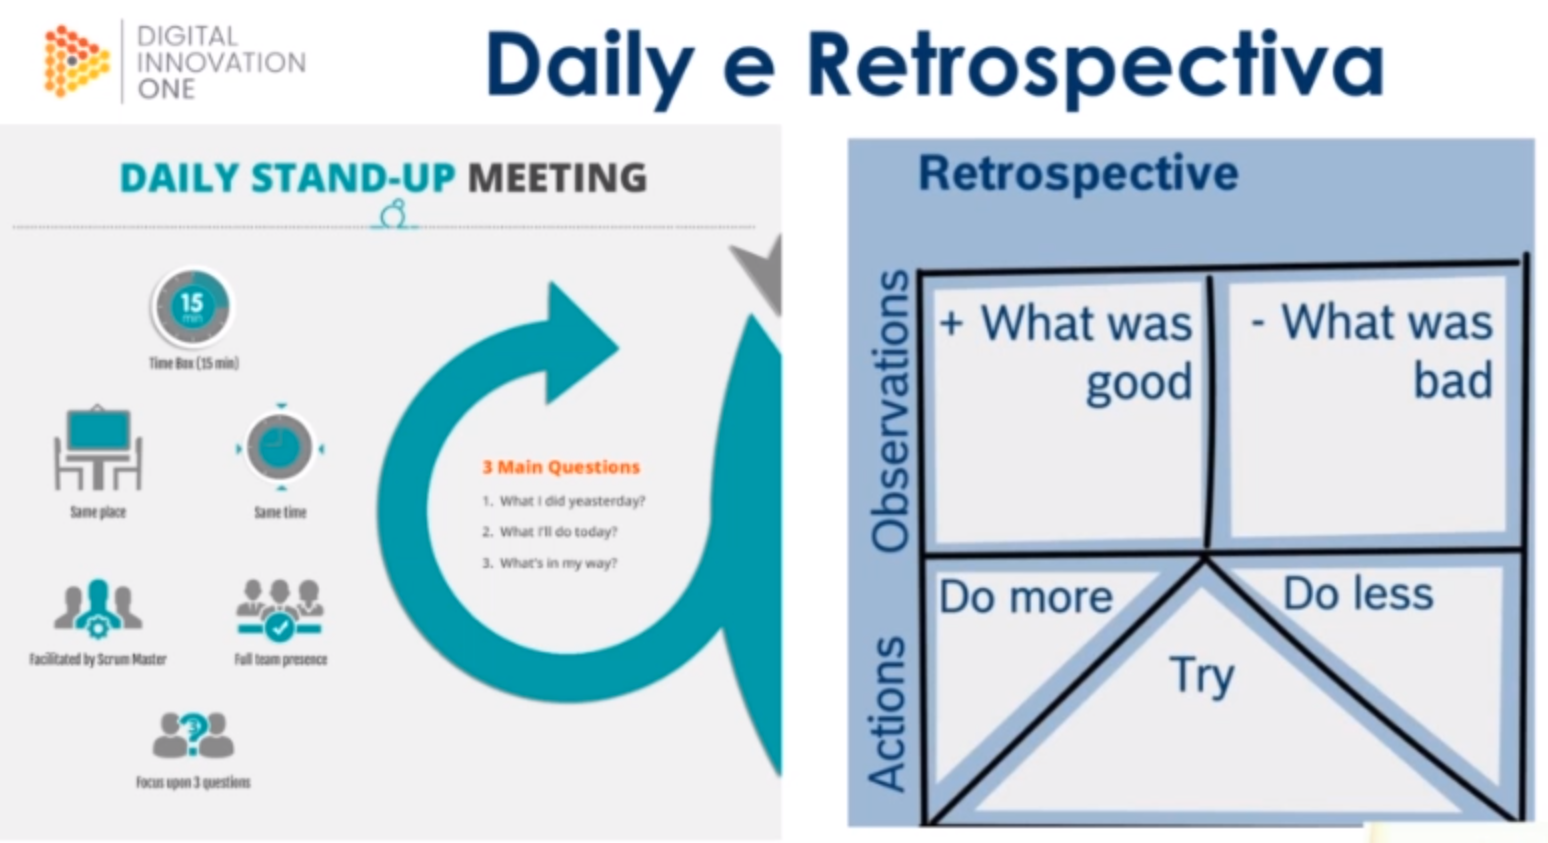 DIGITAL
INNOVATION
ONE
Daily e Retrospectiva
DAILY STAND-UP MEETING
15
min
Time Box (15 min)
Same place
Same time
Facilitated by Scrum Master
Full team presence
3
Focus upon 3 questions
3 Main Questions
1. What I did yeasterday?
2. What I'll do today?
3. What's in my way?
Retrospective
Observations
+ What was
good
- What was
bad
Actions
Do more
Do less
Try